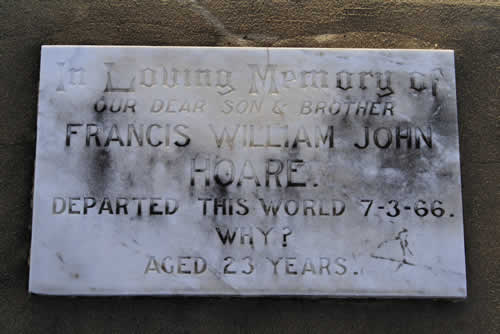 In Loving Memory of
OUR DEAR SON & BROTHER
FRANCIS WILLIAM JOHN
HOARE.
DEPARTED THIS WORLD 7-3-66.
WHY?
AGED 23 YEARS.